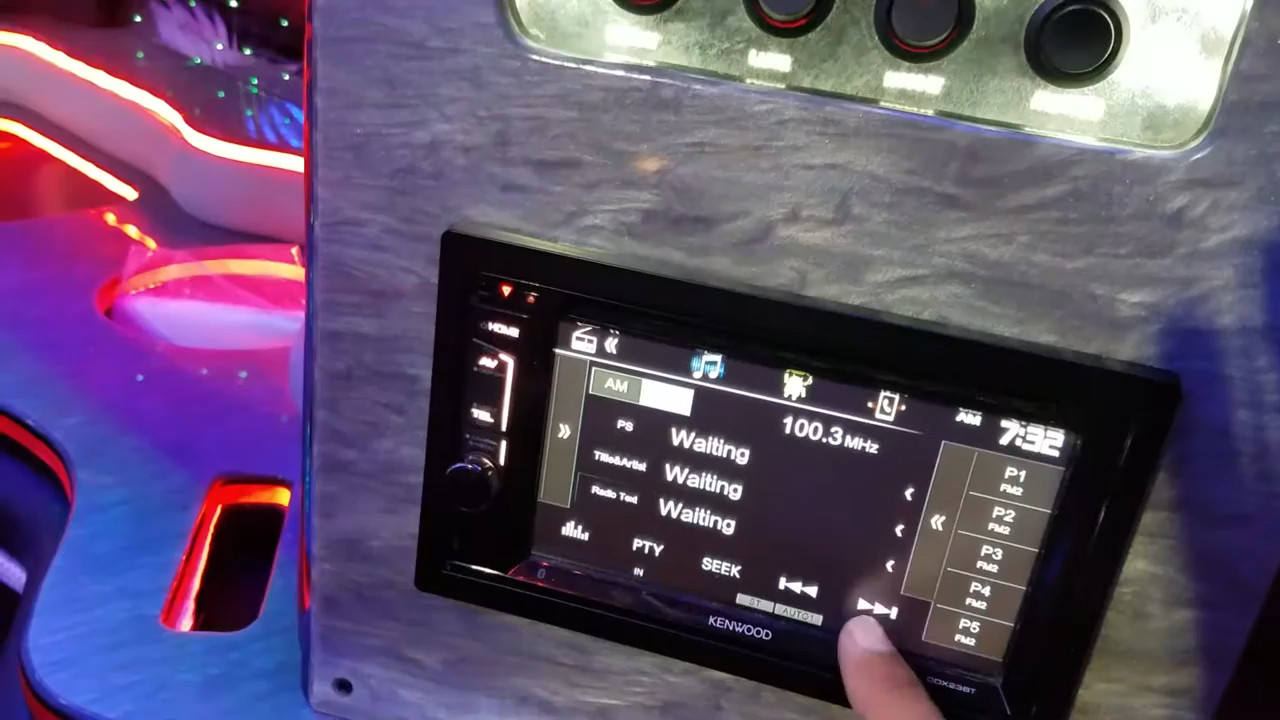 HOME
AV
TEL
AM
AM
7:32
100.3 MHz
PS
Waiting
Title&Artist
Waiting
Radio Text
Waiting
PTY
SEEK
IN
ST
AUTO1
P1
FM2
P2
FM2
P3
FM2
P4
FM2
P5
FM2
KENWOOD
DDX23BT